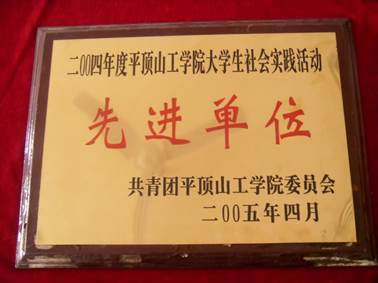 二00四年度平顶山工学院大学生社会实践活动
先进单位
共青团平顶山工学院委员会
二00五年四月